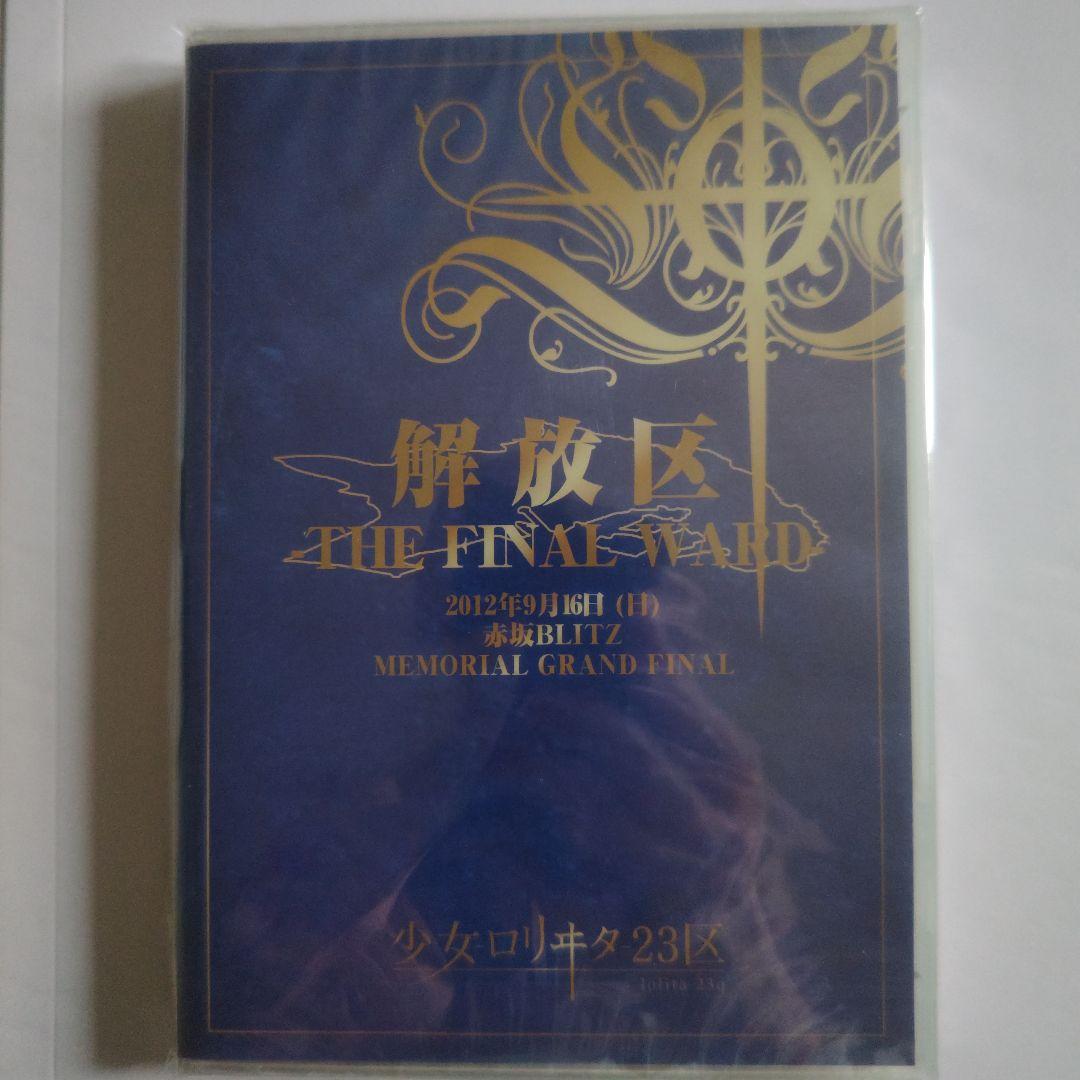 解放区
-THE FINAL WARD-
2012年9月16日(日)
赤坂BLITZ
MEMORIAL GRAND FINAL
少女-ロリヰタ-23区
lolita 23q